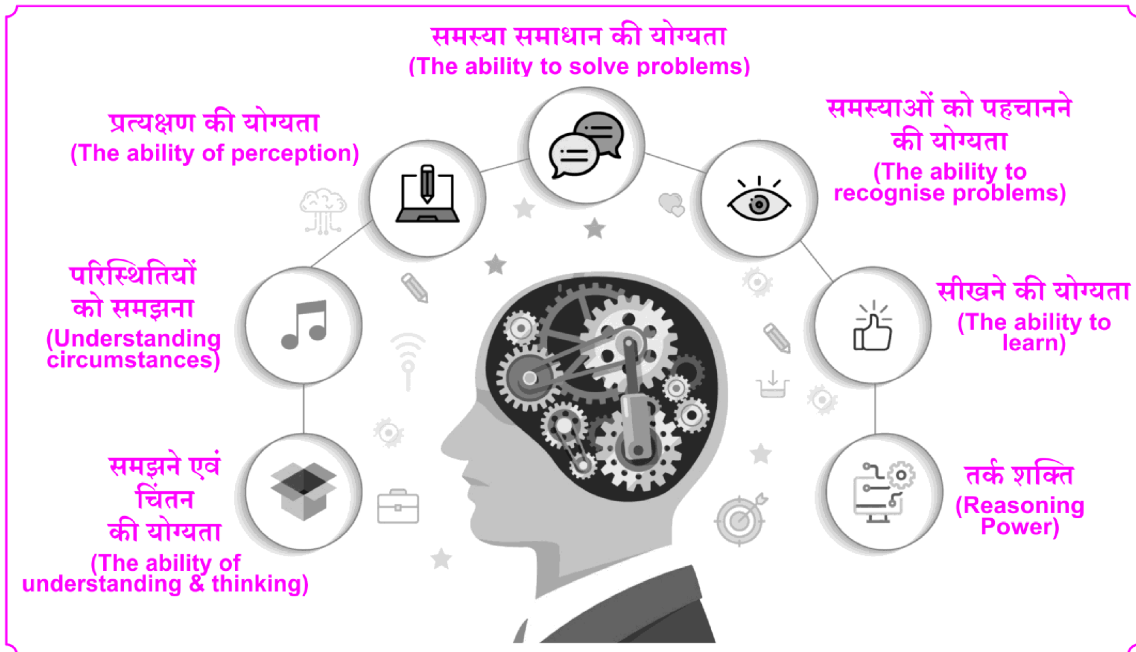 समस्या समाधान की योग्यता
(The ability to solve problems)
प्रत्यक्षण की योग्यता
(The ability of perception)
समस्याओं को पहचानने
की योग्यता
(The ability to
recognise problems)
परिस्थितियों
को समझना
(Understanding
circumstances)
सीखने की योग्यता
(The ability to
learn)
समझने एवं
चिंतन
की योग्यता
(The ability of
understanding & thinking)
तर्क शक्ति
(Reasoning
Power)